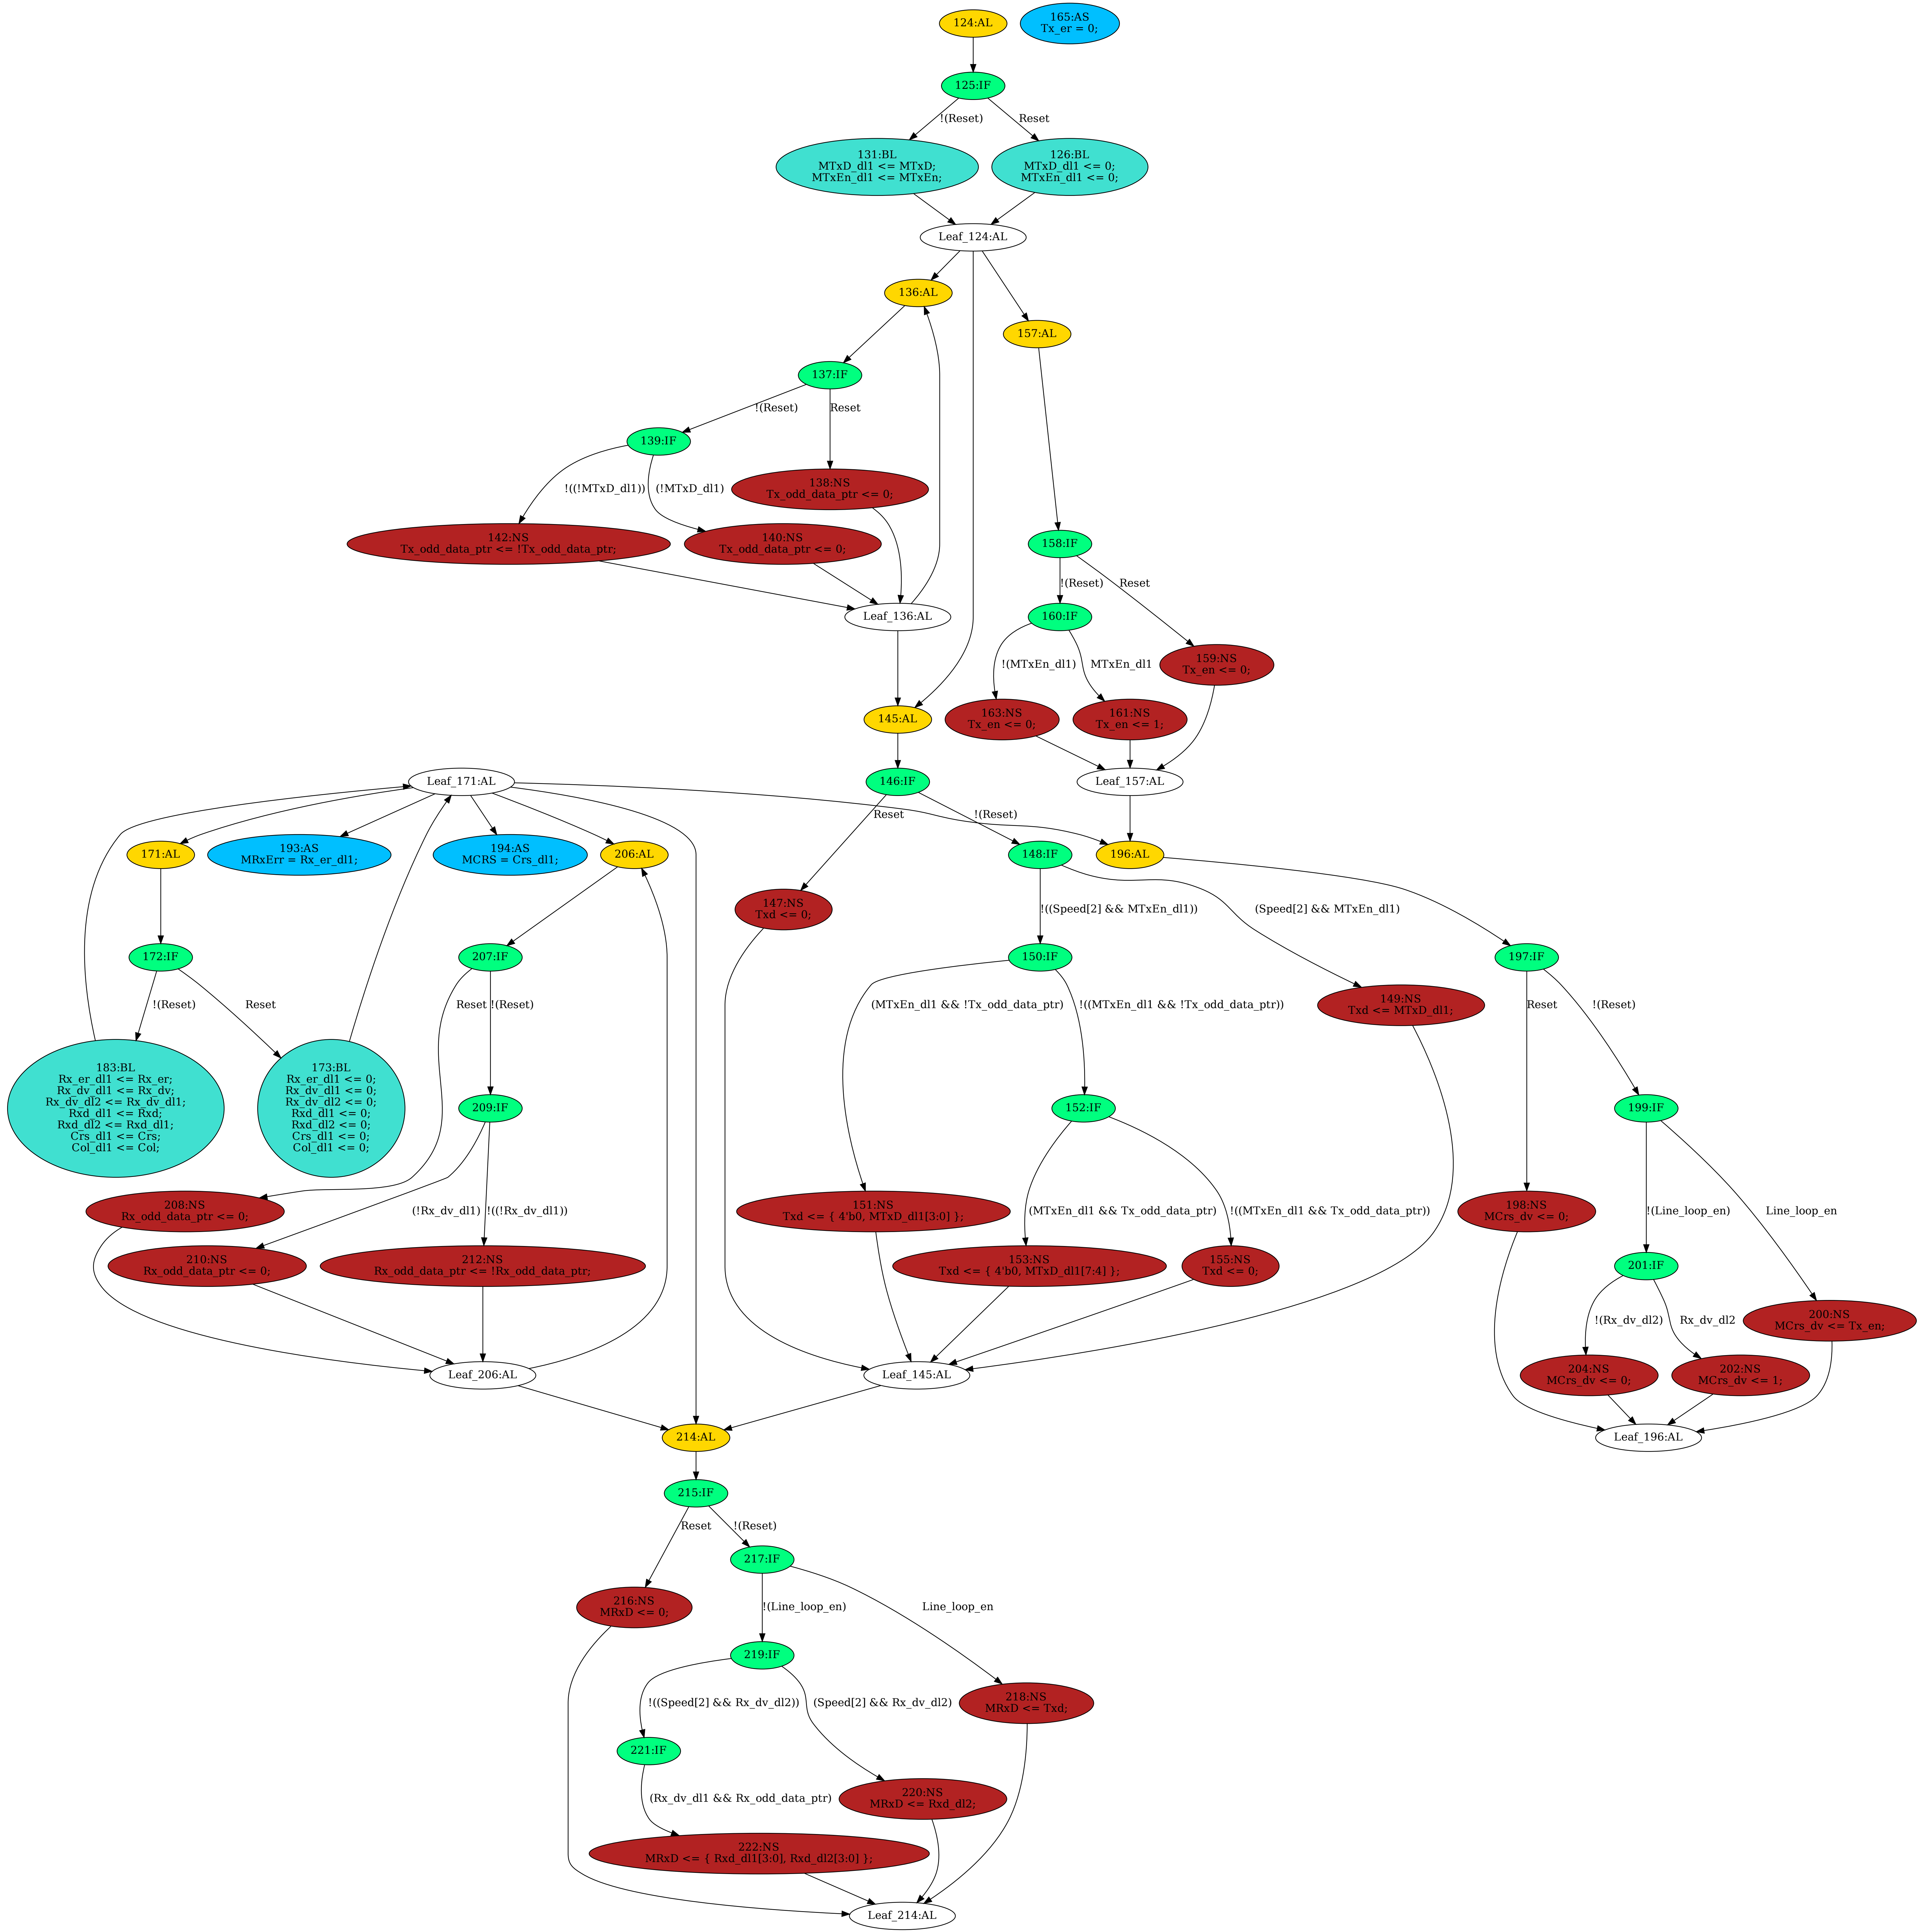 124:AL
165:AS
Tx_er = 0;
125:IF
!(Reset)
Reset
131:BL
MTxD_dl1 <= MTxD;
MTxEn_dl1 <= MTxEn;
126:BL
MTxD_dl1 <= 0;
MTxEn_dl1 <= 0;
Leaf_124:AL
136:AL
157:AL
137:IF
!(Reset)
Reset
139:IF
!((!MTxD_dl1))
(!MTxD_dl1)
138:NS
Tx_odd_data_ptr <= 0;
142:NS
Tx_odd_data_ptr <= !Tx_odd_data_ptr;
140:NS
Tx_odd_data_ptr <= 0;
158:IF
!(Reset)
Reset
Leaf_136:AL
160:IF
!(MTxEn_dl1)
MTxEn_dl1
159:NS
Tx_en <= 0;
145:AL
163:NS
Tx_en <= 0;
161:NS
Tx_en <= 1;
Leaf_171:AL
146:IF
Leaf_157:AL
Reset
!(Reset)
171:AL
193:AS
MRxErr = Rx_er_dl1;
194:AS
MCRS = Crs_dl1;
206:AL
148:IF
196:AL
147:NS
Txd <= 0;
!((Speed[2] && MTxEn_dl1))
(Speed[2] && MTxEn_dl1)
172:IF
207:IF
150:IF
197:IF
!(Reset)
Reset
Reset
!(Reset)
(MTxEn_dl1 && !Tx_odd_data_ptr)
!((MTxEn_dl1 && !Tx_odd_data_ptr))
149:NS
Txd <= MTxD_dl1;
Reset
!(Reset)
183:BL
Rx_er_dl1 <= Rx_er;
Rx_dv_dl1 <= Rx_dv;
Rx_dv_dl2 <= Rx_dv_dl1;
Rxd_dl1 <= Rxd;
Rxd_dl2 <= Rxd_dl1;
Crs_dl1 <= Crs;
Col_dl1 <= Col;
173:BL
Rx_er_dl1 <= 0;
Rx_dv_dl1 <= 0;
Rx_dv_dl2 <= 0;
Rxd_dl1 <= 0;
Rxd_dl2 <= 0;
Crs_dl1 <= 0;
Col_dl1 <= 0;
209:IF
152:IF
199:IF
208:NS
Rx_odd_data_ptr <= 0;
(!Rx_dv_dl1)
!((!Rx_dv_dl1))
151:NS
Txd <= { 4'b0, MTxD_dl1[3:0] };
(MTxEn_dl1 && Tx_odd_data_ptr)
!((MTxEn_dl1 && Tx_odd_data_ptr))
198:NS
MCrs_dv <= 0;
!(Line_loop_en)
Line_loop_en
210:NS
Rx_odd_data_ptr <= 0;
212:NS
Rx_odd_data_ptr <= !Rx_odd_data_ptr;
153:NS
Txd <= { 4'b0, MTxD_dl1[7:4] };
155:NS
Txd <= 0;
201:IF
!(Rx_dv_dl2)
Rx_dv_dl2
200:NS
MCrs_dv <= Tx_en;
Leaf_206:AL
Leaf_145:AL
204:NS
MCrs_dv <= 0;
202:NS
MCrs_dv <= 1;
214:AL
Leaf_196:AL
215:IF
Reset
!(Reset)
217:IF
216:NS
MRxD <= 0;
!(Line_loop_en)
Line_loop_en
219:IF
!((Speed[2] && Rx_dv_dl2))
(Speed[2] && Rx_dv_dl2)
218:NS
MRxD <= Txd;
221:IF
(Rx_dv_dl1 && Rx_odd_data_ptr)
220:NS
MRxD <= Rxd_dl2;
222:NS
MRxD <= { Rxd_dl1[3:0], Rxd_dl2[3:0] };
Leaf_214:AL